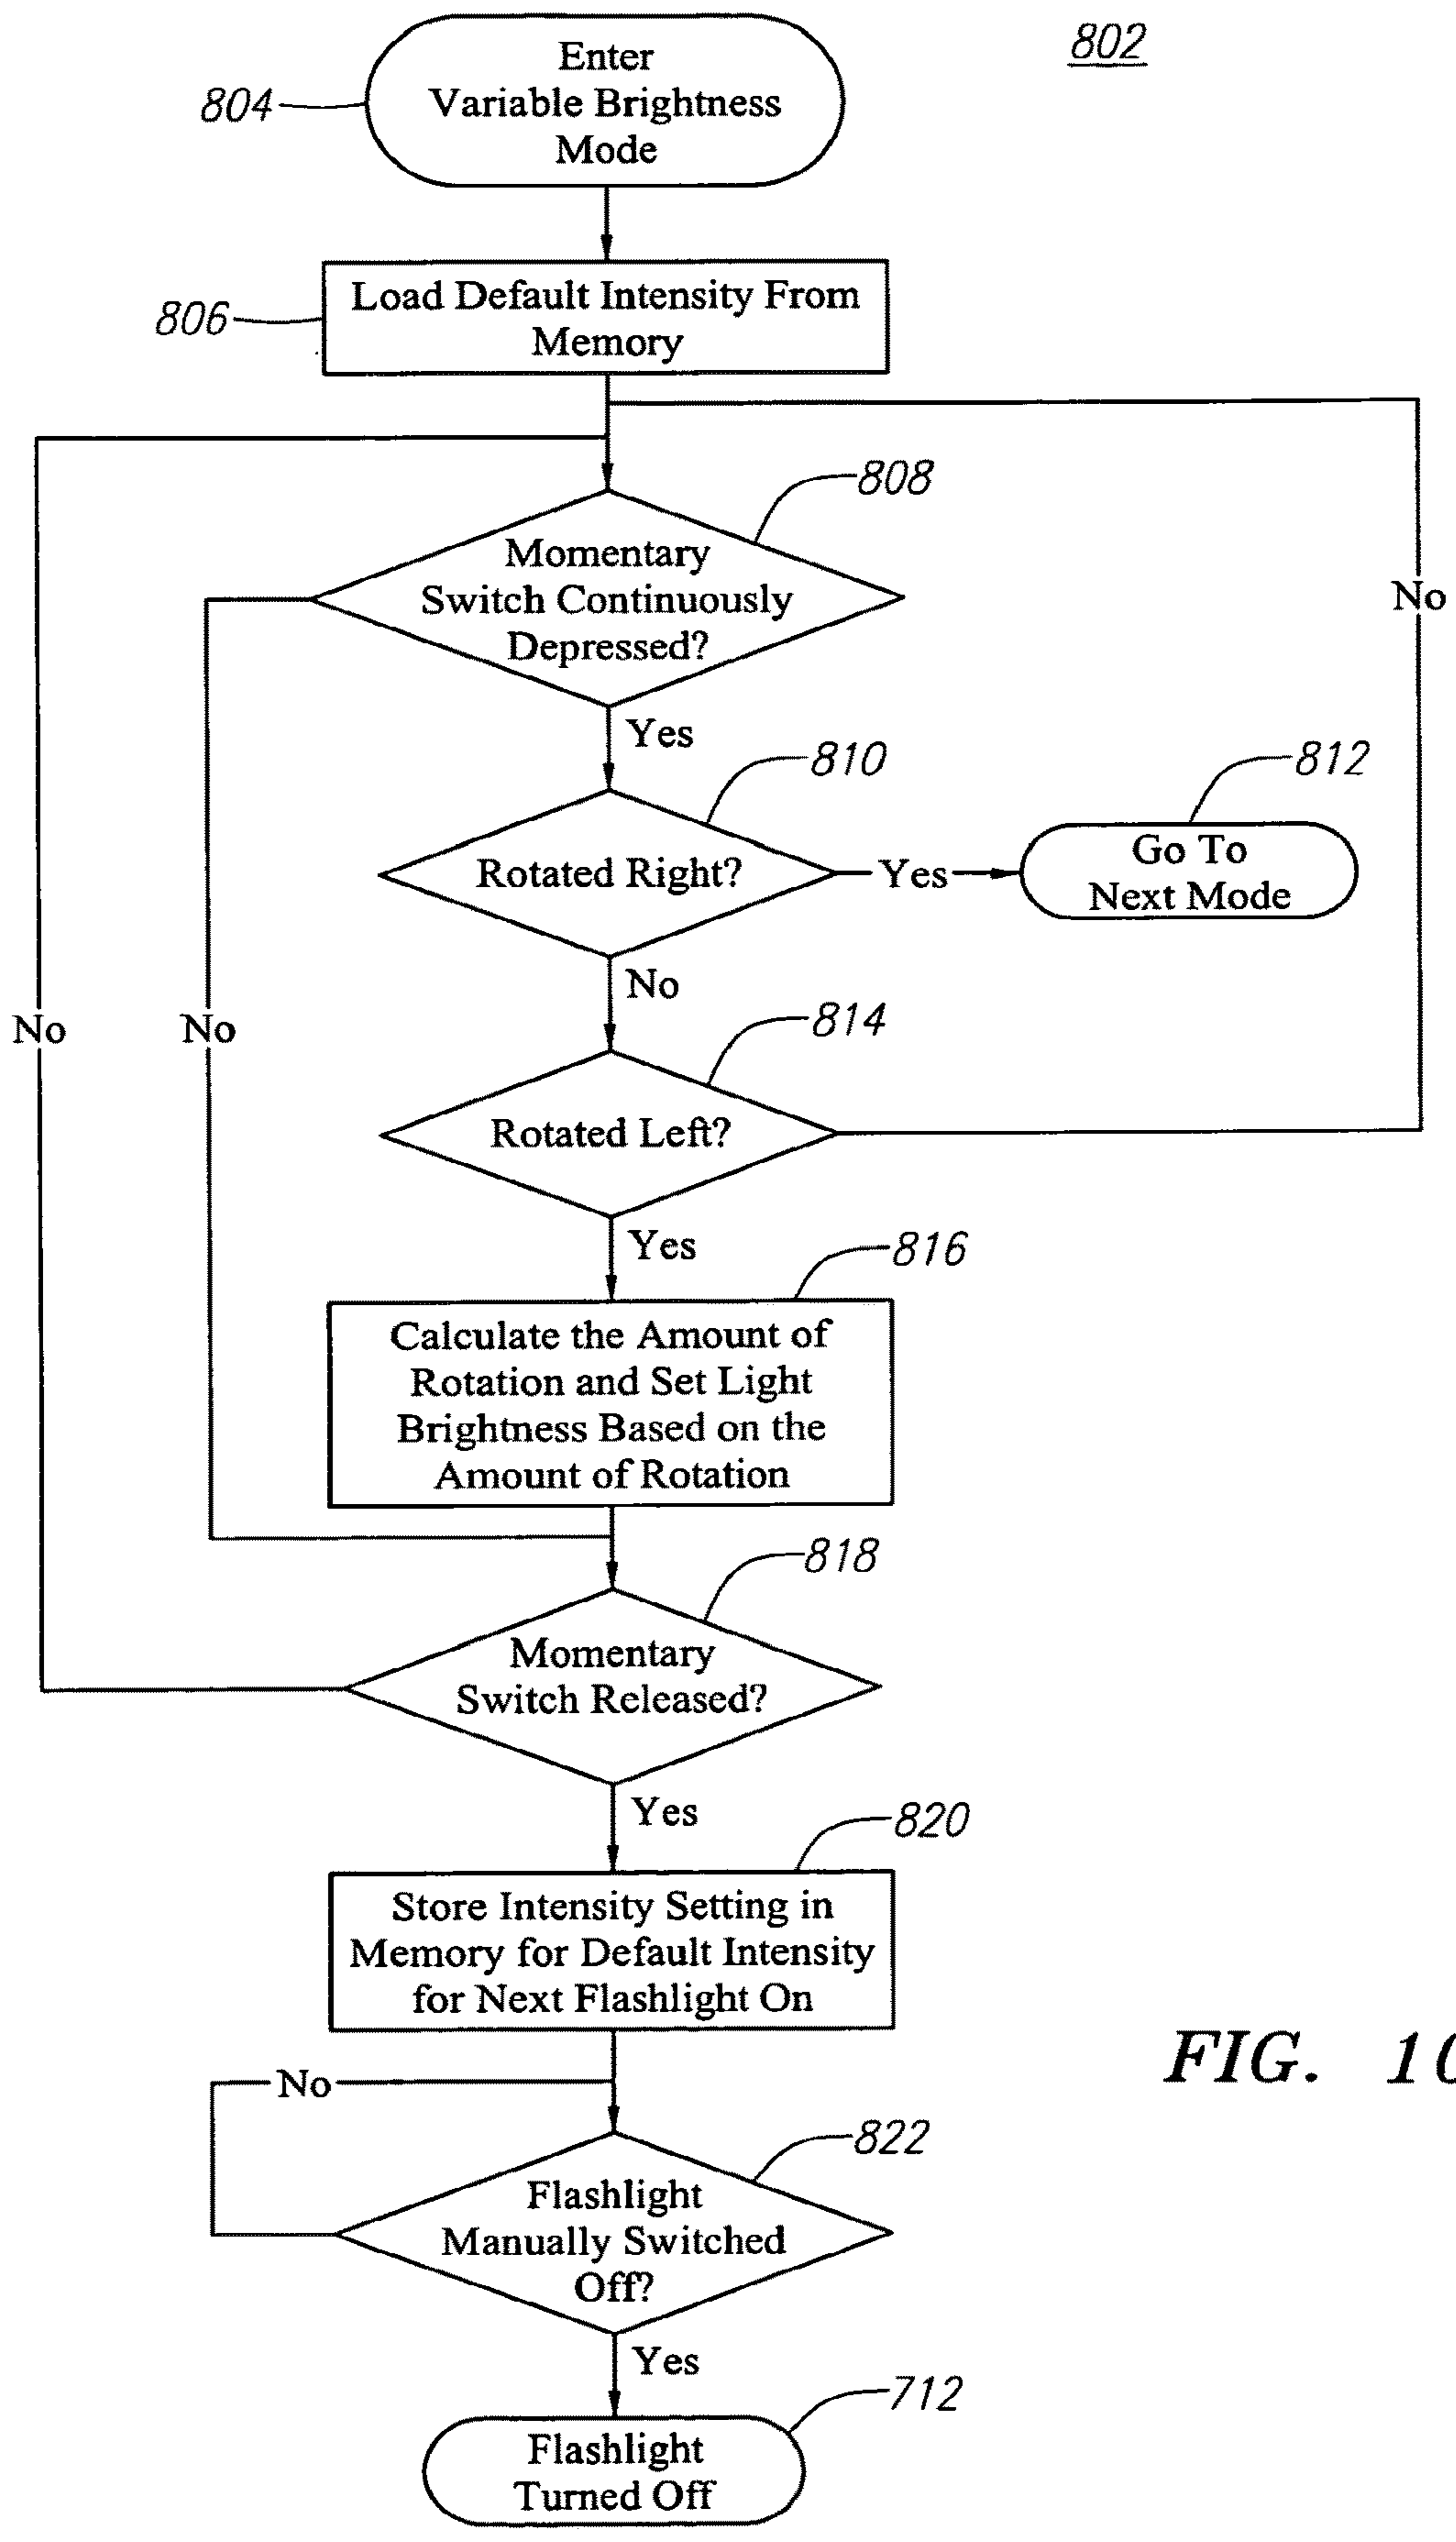 802
Enter
Variable Brightness
Mode
804
Load Default Intensity From
Memory
806
808
Momentary
Switch Continuously
Depressed?
No
Yes
810
812
Rotated Right?
Yes
Go To
Next Mode
No
No
No
814
Rotated Left?
Yes
816
Calculate the Amount of
Rotation and Set Light
Brightness Based on the
Amount of Rotation
818
Momentary
Switch Released?
Yes
820
Store Intensity Setting in
Memory for Default Intensity
for Next Flashlight On
FIG. 10
No
822
Flashlight
Manually Switched
Off?
Yes
712
Flashlight
Turned Off